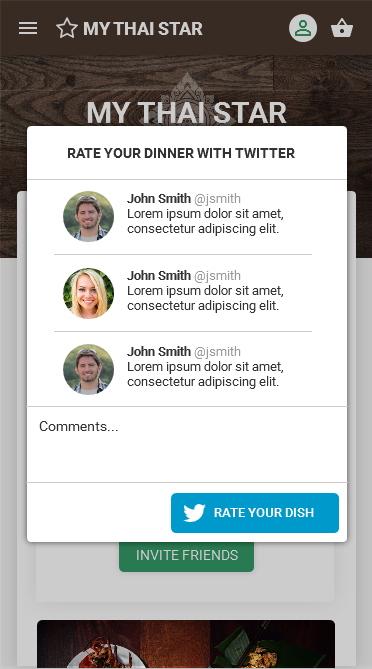 MY THAI STAR
MY THAI STAR
RATE YOUR DINNER WITH TWITTER
John Smith @jsmith
Lorem ipsum dolor sit amet,
consectetur adipiscing elit.
John Smith @jsmith
Lorem ipsum dolor sit amet,
consectetur adipiscing elit.
John Smith @jsmith
Lorem ipsum dolor sit amet,
consectetur adipiscing elit.
Comments...
RATE YOUR DISH
INVITE FRIENDS